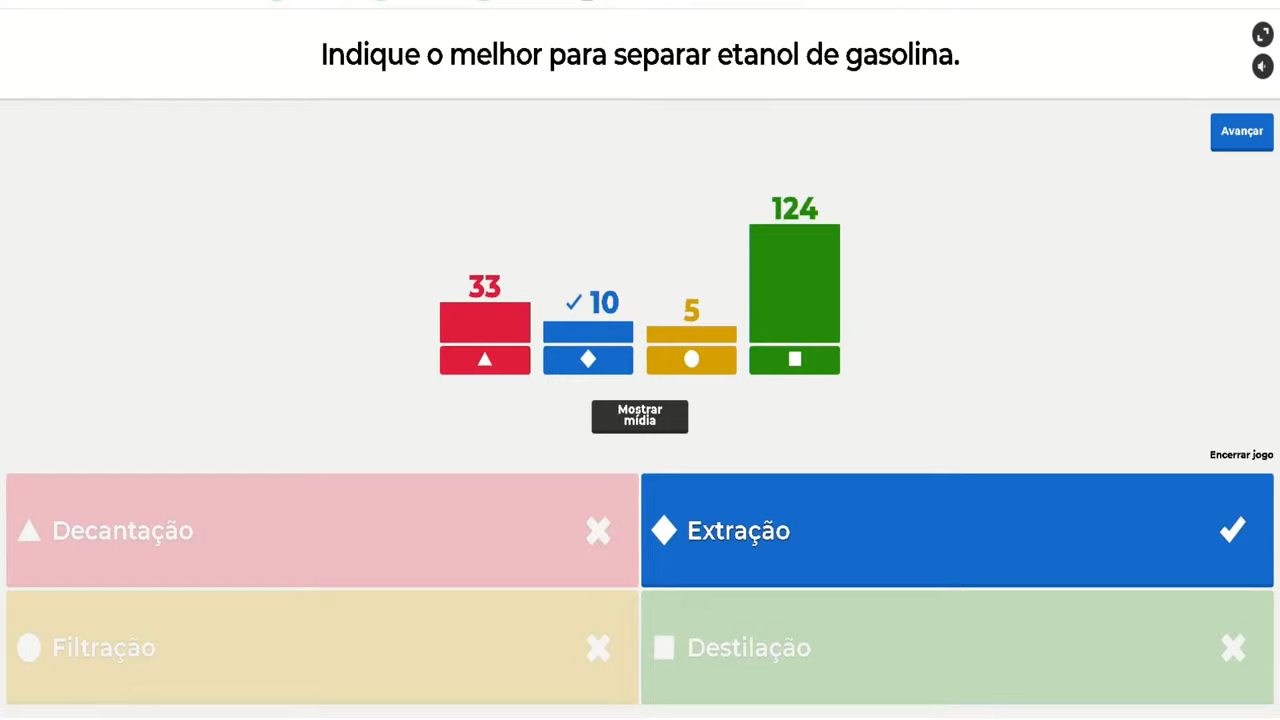 Indique o melhor para separar etanol de gasolina.
Avançar
124
33
✓ 10
5
Mostrar
mídia
Encerrar jogo
Decantação
Extração
Filtração
Destilação